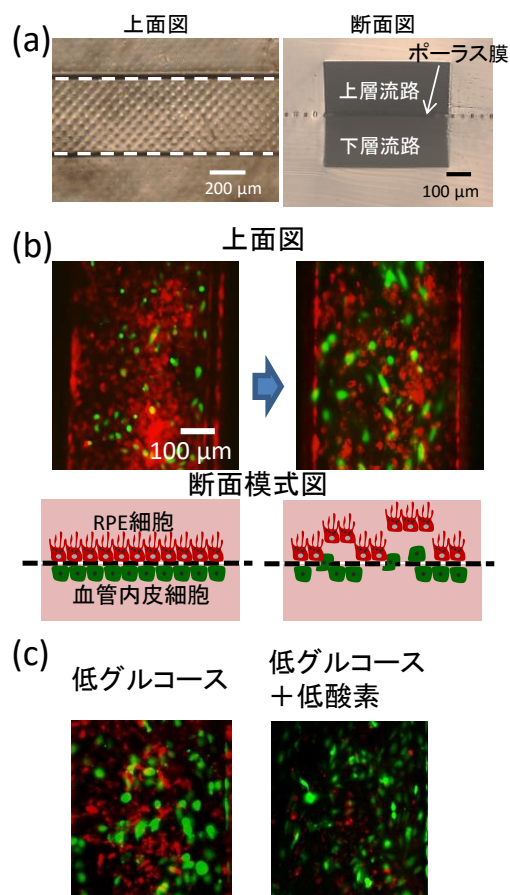 (a)
上面図
断面図
ポーラス膜
上層流路
下層流路
200 μm
100 μm
(b)
上面図
100 μm
断面模式図
RPE細胞
血管内皮細胞
(c)
低グルコース
低グルコース
＋低酸素